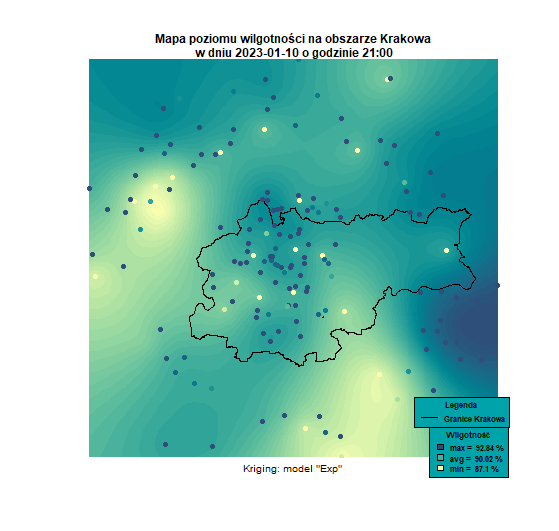 Mapa poziomu wilgotności na obszarze Krakowa
w dniu 2023-01-10 o godzinie 21:00
Legenda
Granice Krakowa
Wilgotność
max = 92.84 %
avg = 90.02 %
min = 87.1 %
Kriging: model "Exp"